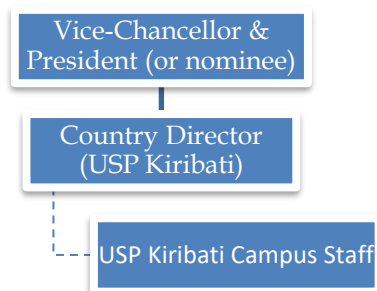 Vice-Chancellor &
President (or nominee)
Country Director
(USP Kiribati)
USP Kiribati Campus Staff